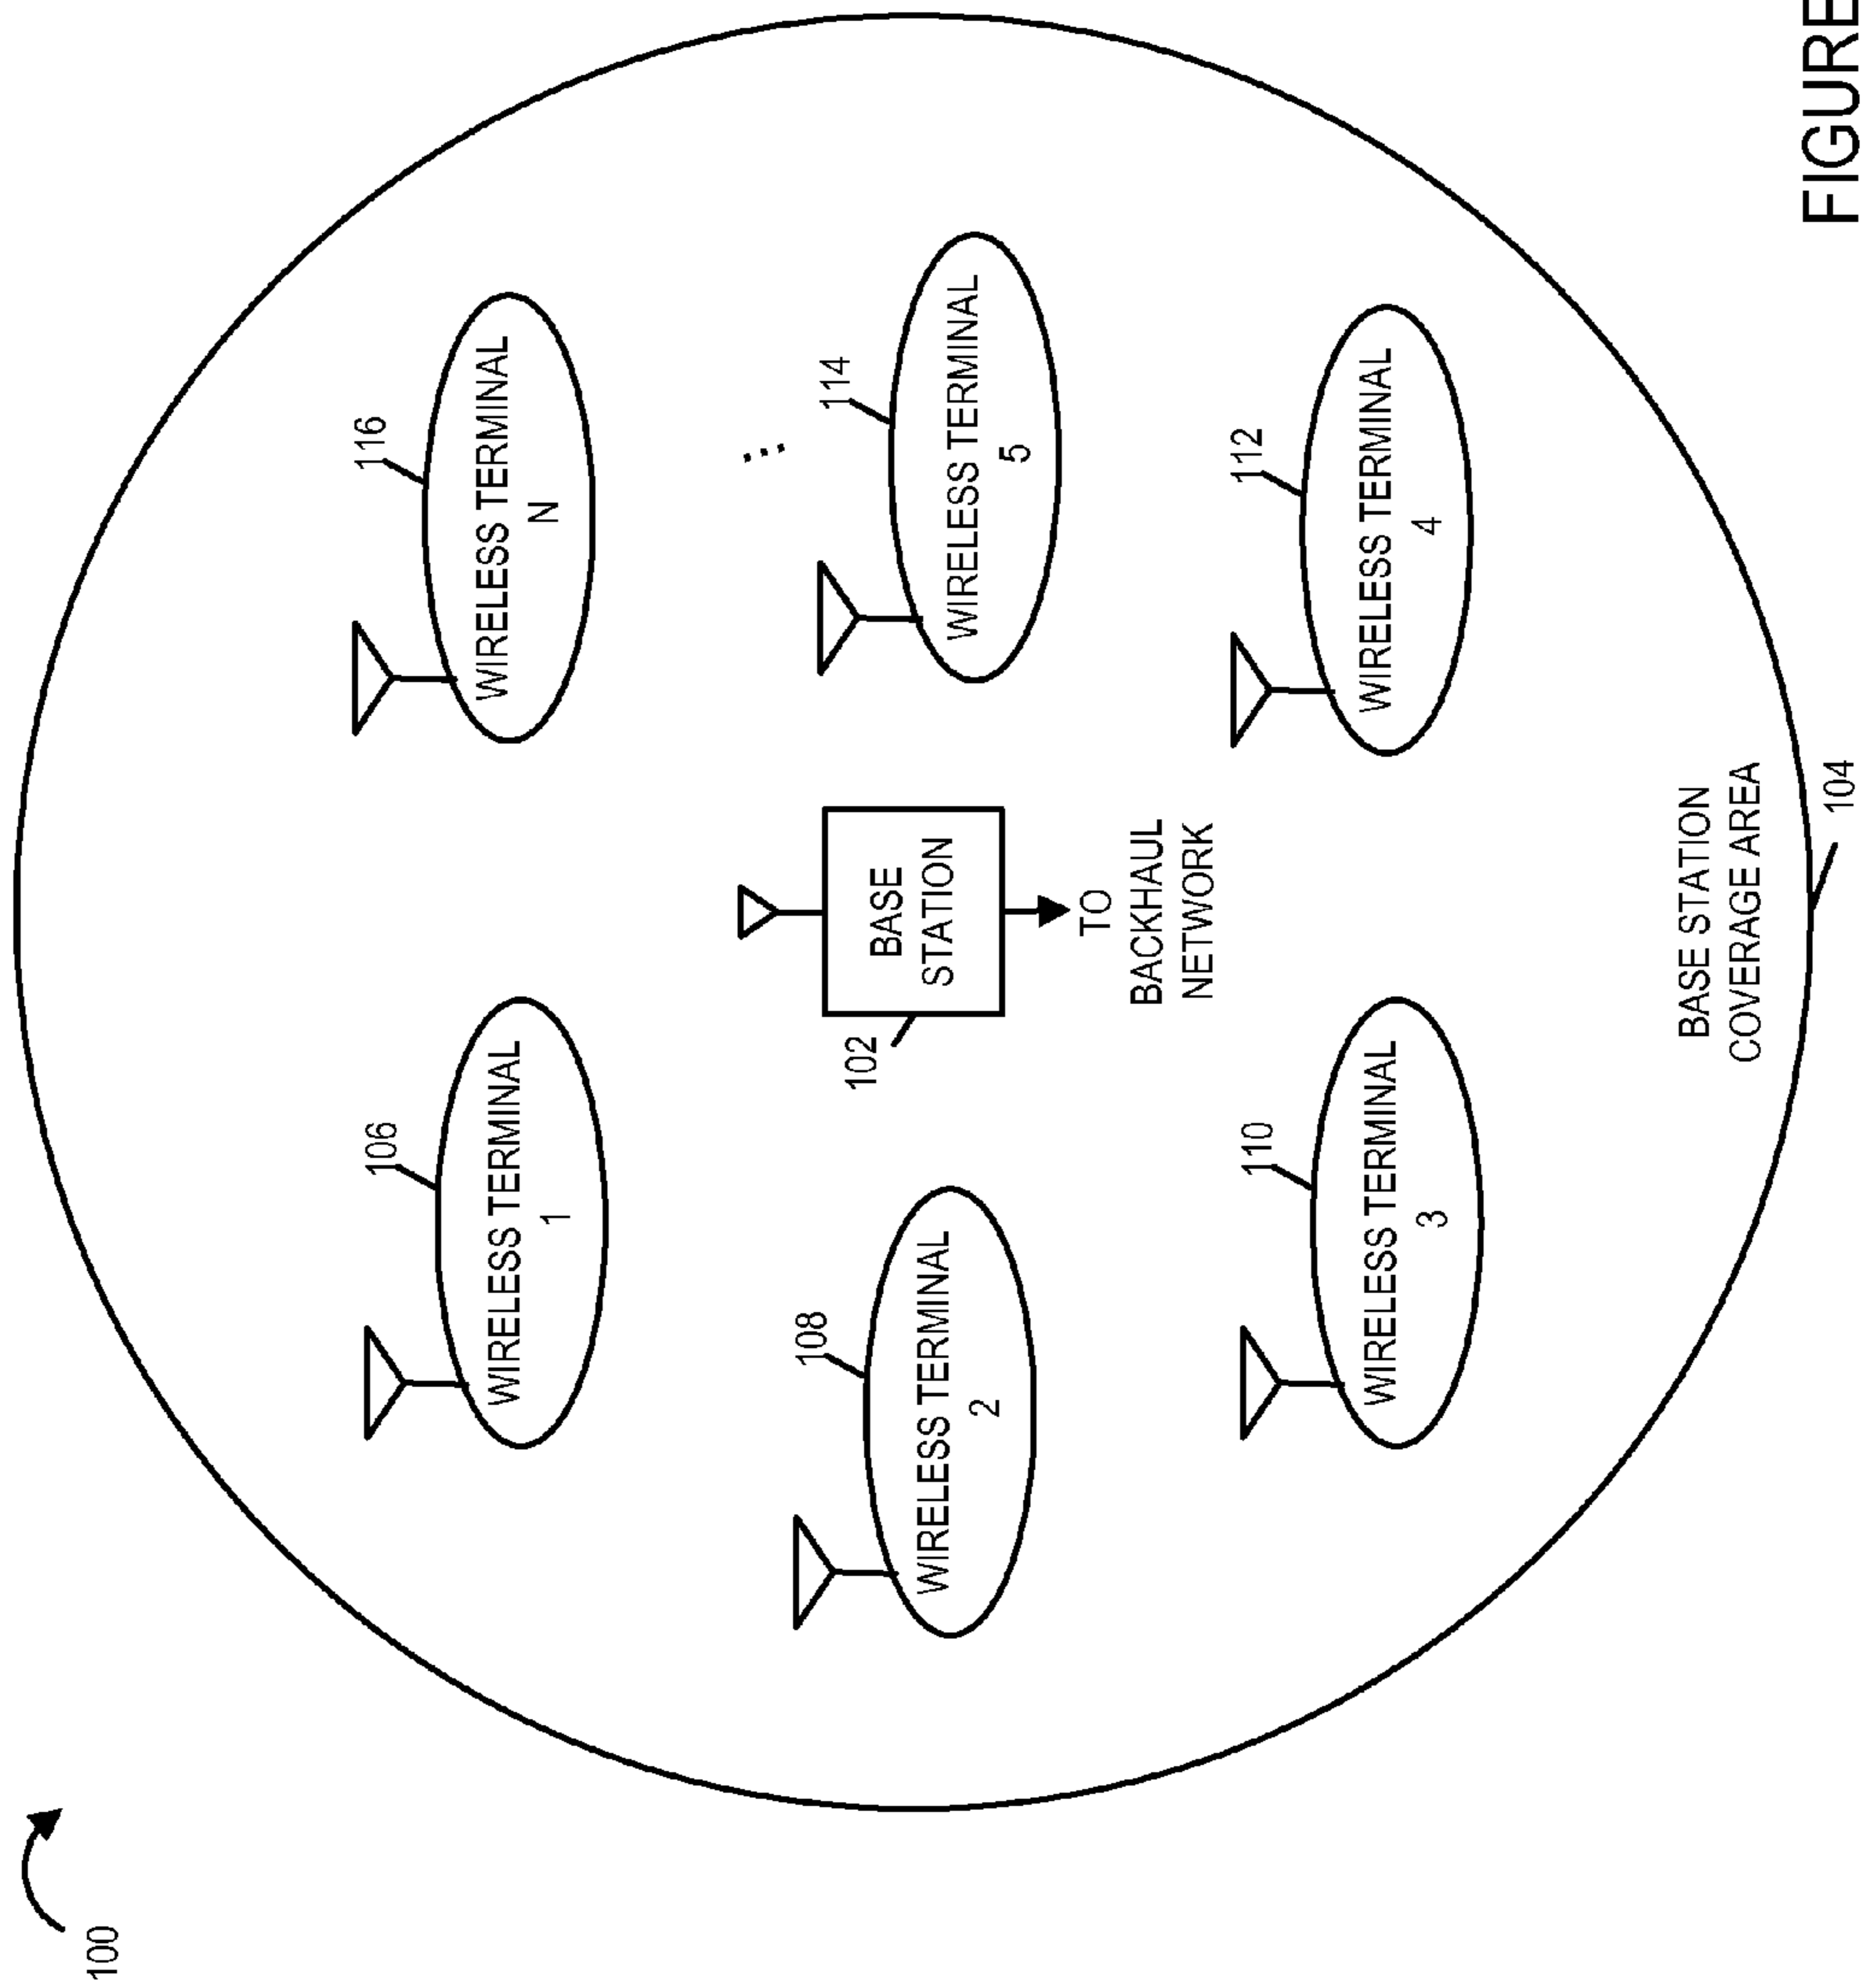 100
106
WIRELESS TERMINAL
1
116
WIRELESS TERMINAL
N
108
WIRELESS TERMINAL
2
102
BASE
STATION
TO
BACKHAUL
NETWORK
...
114
WIRELESS TERMINAL
5
110
WIRELESS TERMINAL
3
112
WIRELESS TERMINAL
4
BASE STATION
COVERAGE AREA
104
FIGURE